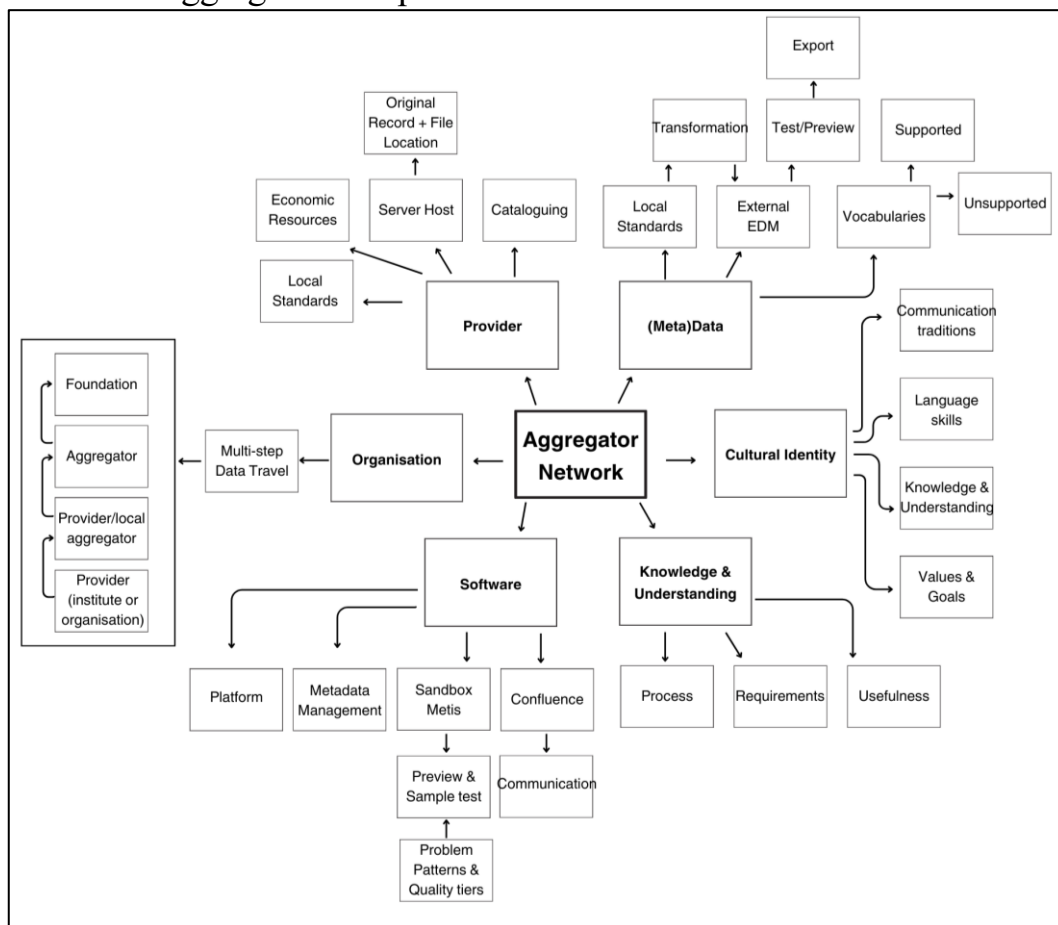 Export
Original
Record + File
Location
Transformation
Test/Preview
Supported
Economic
Resources
Server Host
Cataloguing
Local
Standards
External
EDM
Vocabularies
Unsupported
Local
Standards
Provider
(Meta)Data
Communication
traditions
Foundation
Language
skills
Aggregator
Multi-step
Data Travel
Organisation
Aggregator
Network
Cultural Identity
Knowledge &
Understanding
Provider/local
aggregator
Provider
(institute or
organisation)
Software
Knowledge &
Understanding
Values &
Goals
Platform
Metadata
Management
Sandbox
Metis
Confluence
Process
Requirements
Usefulness
Preview &
Sample test
Communication
Problem
Patterns &
Quality tiers